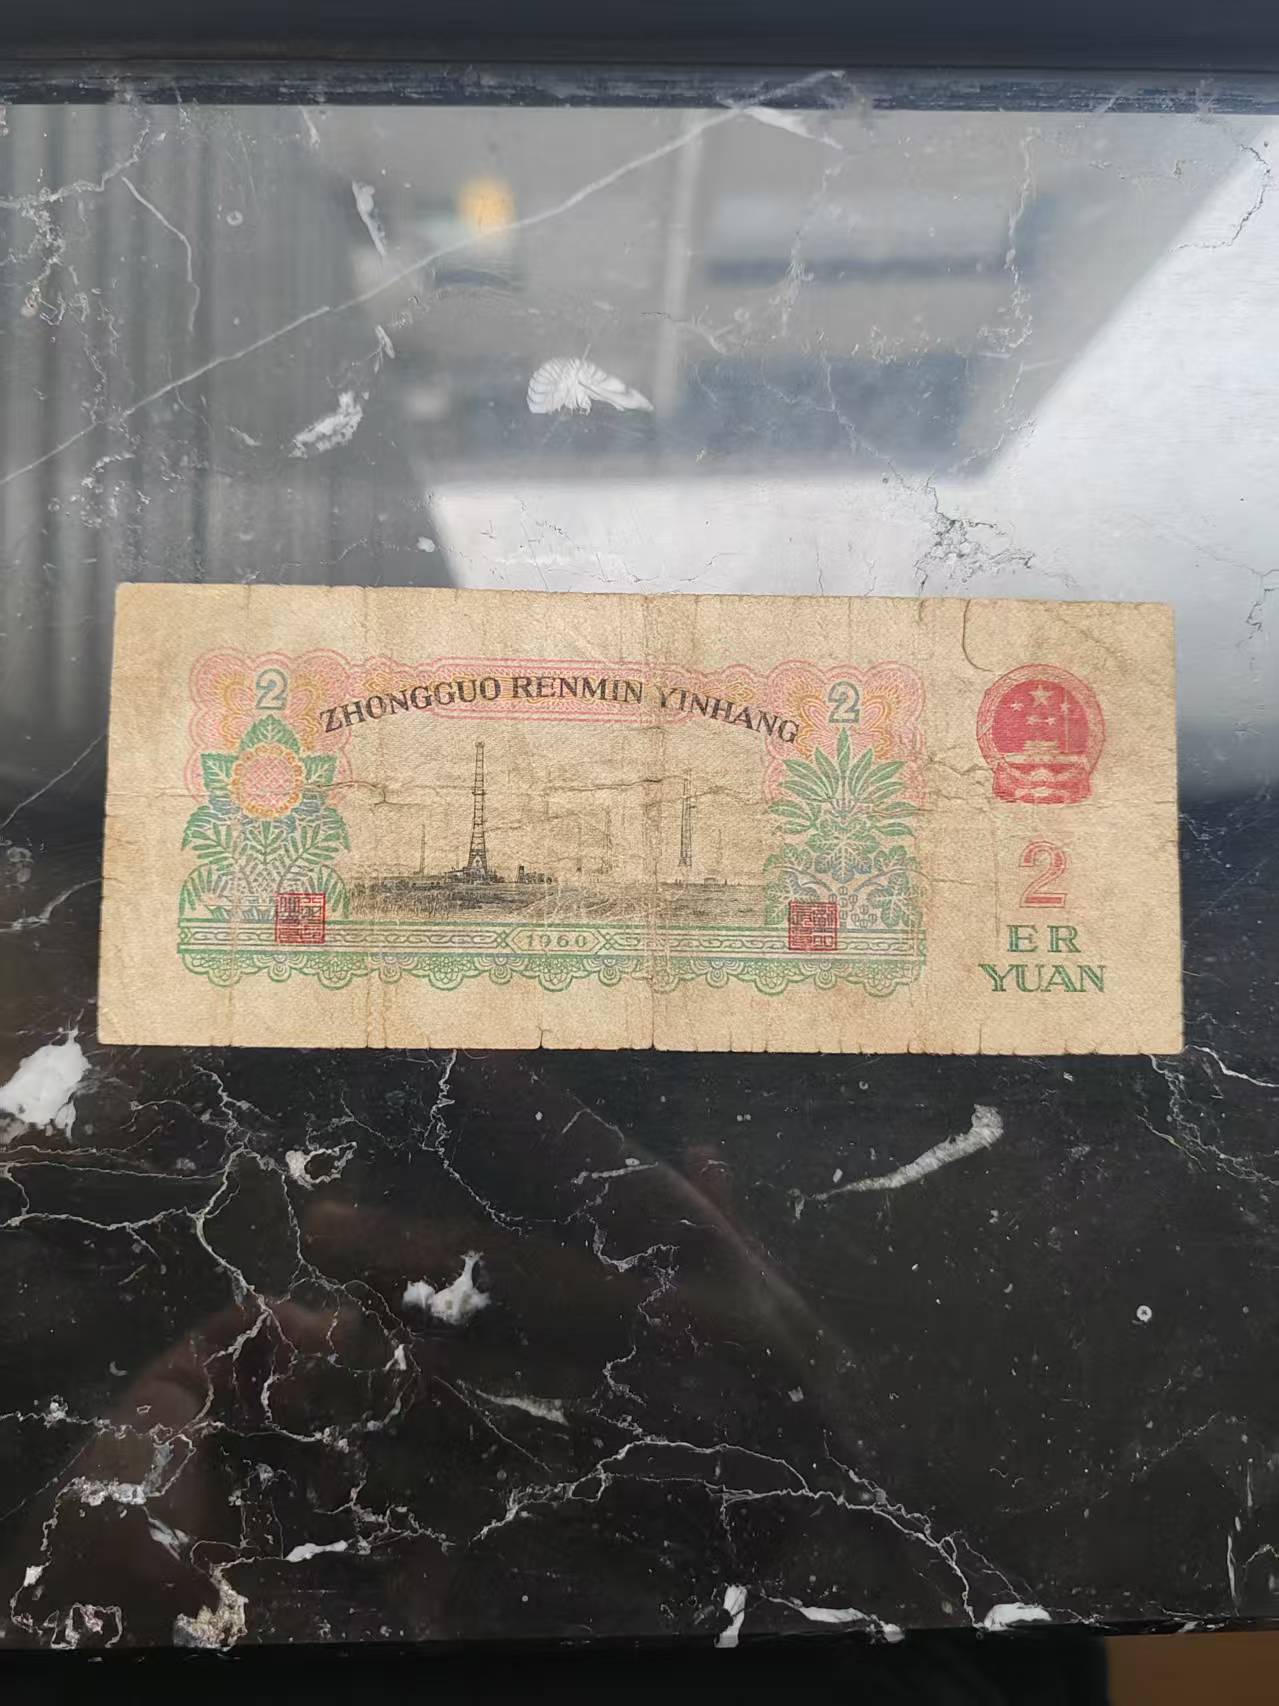 2
2
ZHONGGUO RENMIN YINHANG
1960
2
ER
YUAN